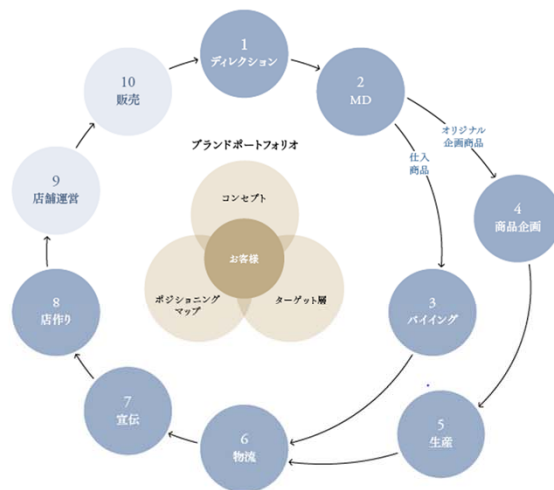 1
ディレクション
2
MD
オリジナル
企画商品
仕入
商品
4
商品企画
3
バイイング
5
生産
6
物流
7
宣伝
8
店作り
9
店舗運営
10
販売
ブランドポートフォリオ
コンセプト
お客様
ポジショニング
マップ
ターゲット層